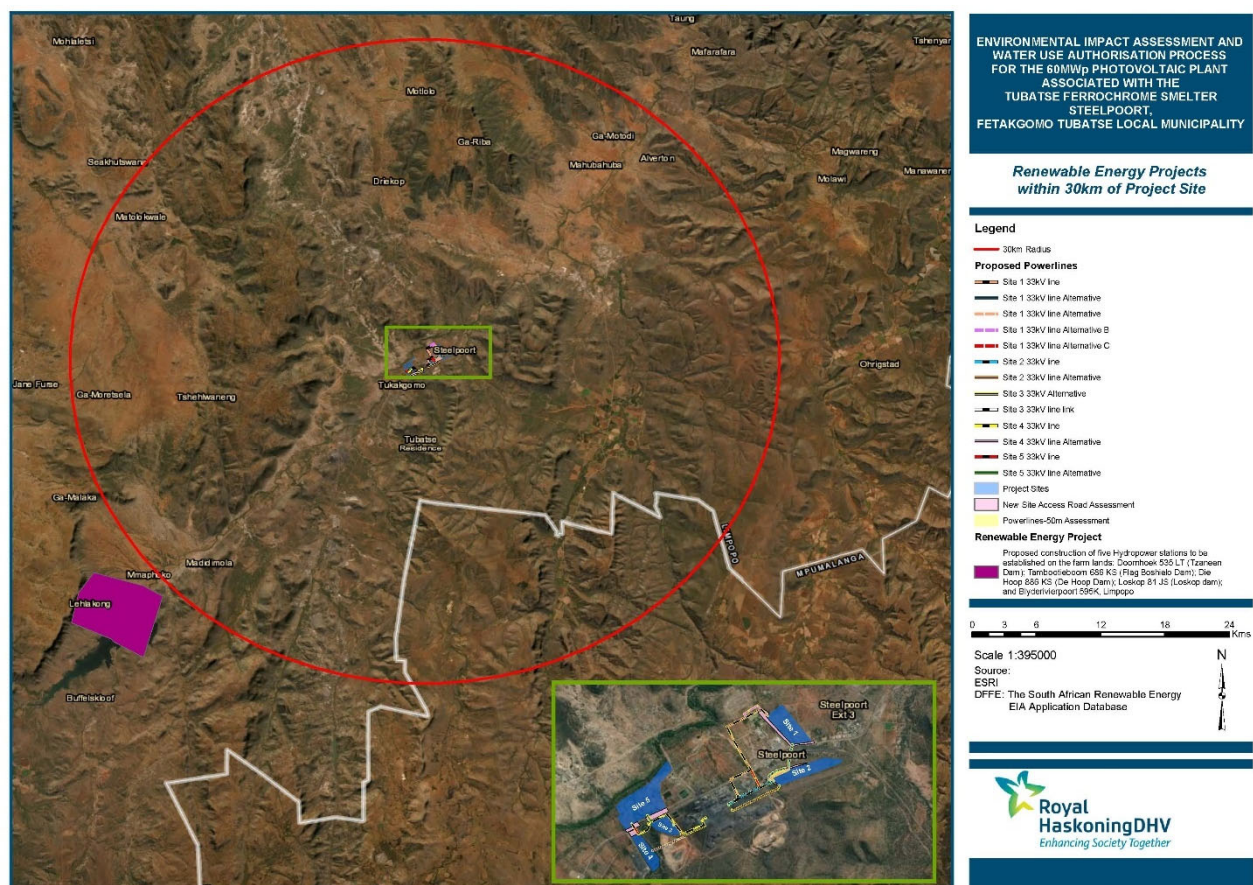 Taung
Mohlaletsi
Mafarafara
Motlolo
Ga-Motodi
Ga-Riba
Alverton
Magwareng
Seakhutswang
Mahubahuba
Driekop
Molawi
Matolokwale
Steelpoort
Jane Furse
Tukakgomo
Ohrigstad
Ga-Moretsela
Tshehlwaneng
Tubatse
Residence
Ga-Malaka
LIMPOPO
MPUMALANGA
Madidimola
Mmaphoko
Lehlakong
Buffelskloof
Steelpoort
Ext 3
Site 1
Steelpoort
Site 2
Site 5
Site 3
Site 4
ENVIRONMENTAL IMPACT ASSESSMENT AND
WATER USE AUTHORISATION PROCESS
FOR THE 60MWp PHOTOVOLTAIC PLANT
ASSOCIATED WITH THE
TUBATSE FERROCHROME SMELTER
STEELPOORT,
FETAKGOMO TUBATSE LOCAL MUNICIPALITY
Renewable Energy Projects
within 30km of Project Site
Legend
30km Radius
Proposed Powerlines
Site 1 33kV line
Site 1 33kV line Alternative
Site 1 33kV line Alternative
Site 1 33kV line Alternative B
Site 1 33kV line Alternative C
Site 2 33kV line
Site 2 33kV line Alternative
Site 3 33kV Alternative
Site 3 33kV line link
Site 4 33kV line
Site 4 33kV line Alternative
Site 5 33kV line
Site 5 33kV line Alternative
Project Sites
New Site Access Road Assessment
Powerlines-50m Assessment
Renewable Energy Project
Proposed construction of five Hydropower stations to be
established on the farm lands: Doornhoek 535 LT (Tzaneen
Dam); Tambootieboom 686 KS (Flag Boshielo Dam); Die
Hoop 886 KS (De Hoop Dam); Loskop 81 JS (Loskop dam);
and Blyderivierpoort 595K, Limpopo
0 3 6 12 18 24
Kms
Scale 1:395000
N
Source:
ESRI
DFFE: The South African Renewable Energy
EIA Application Database
Royal
HaskoningDHV
Enhancing Society Together